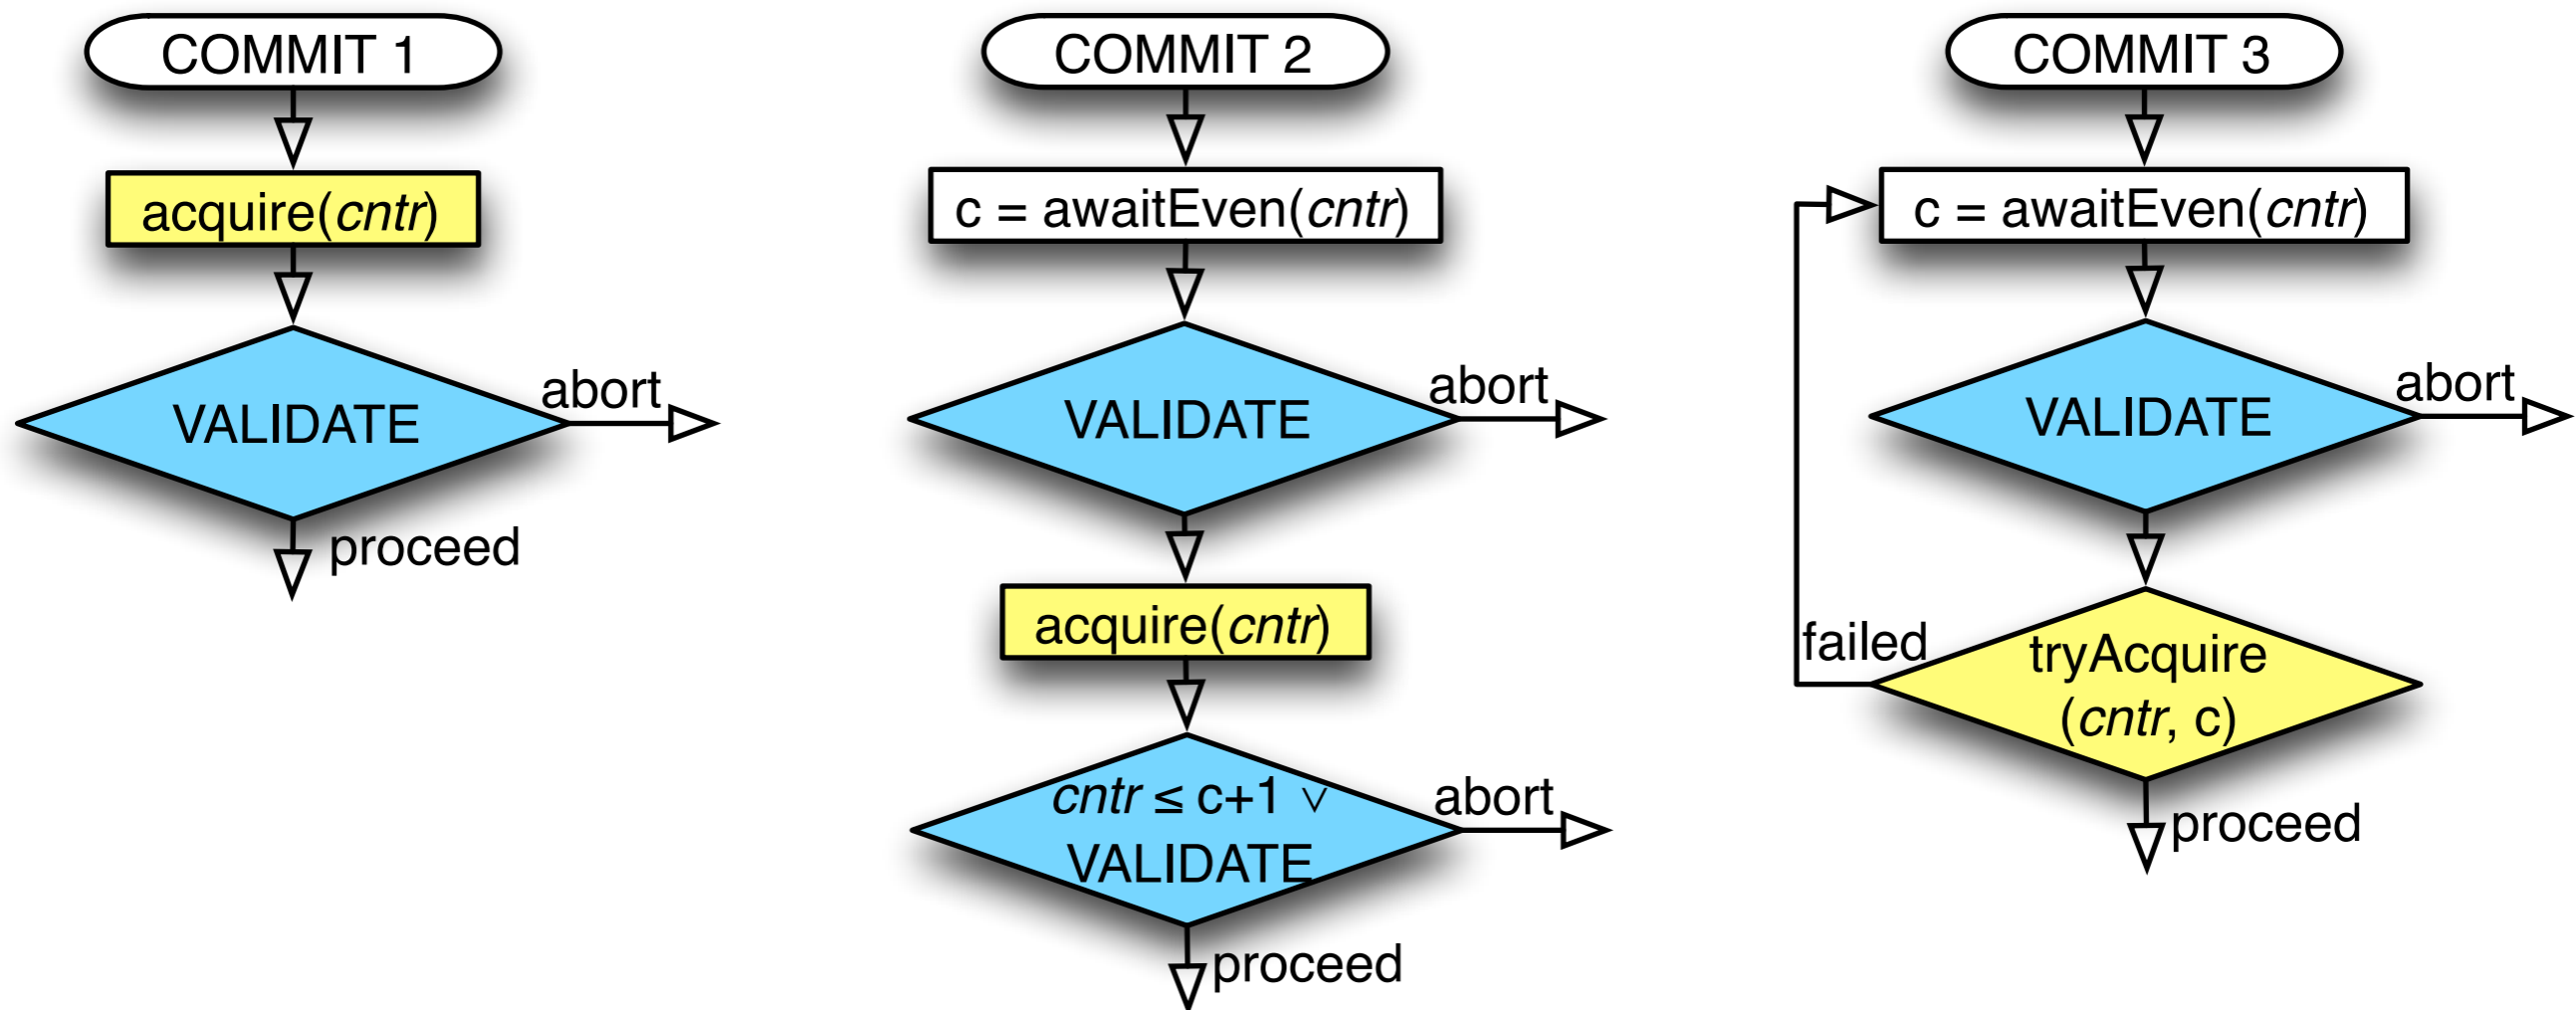 COMMIT 1
acquire(cntr)
VALIDATE
abort
proceed
COMMIT 2
c = awaitEven(cntr)
VALIDATE
abort
acquire(cntr)
cntr ≤ c+1 ∨
VALIDATE
abort
proceed
COMMIT 3
c = awaitEven(cntr)
VALIDATE
abort
failed
tryAcquire
(cntr, c)
proceed